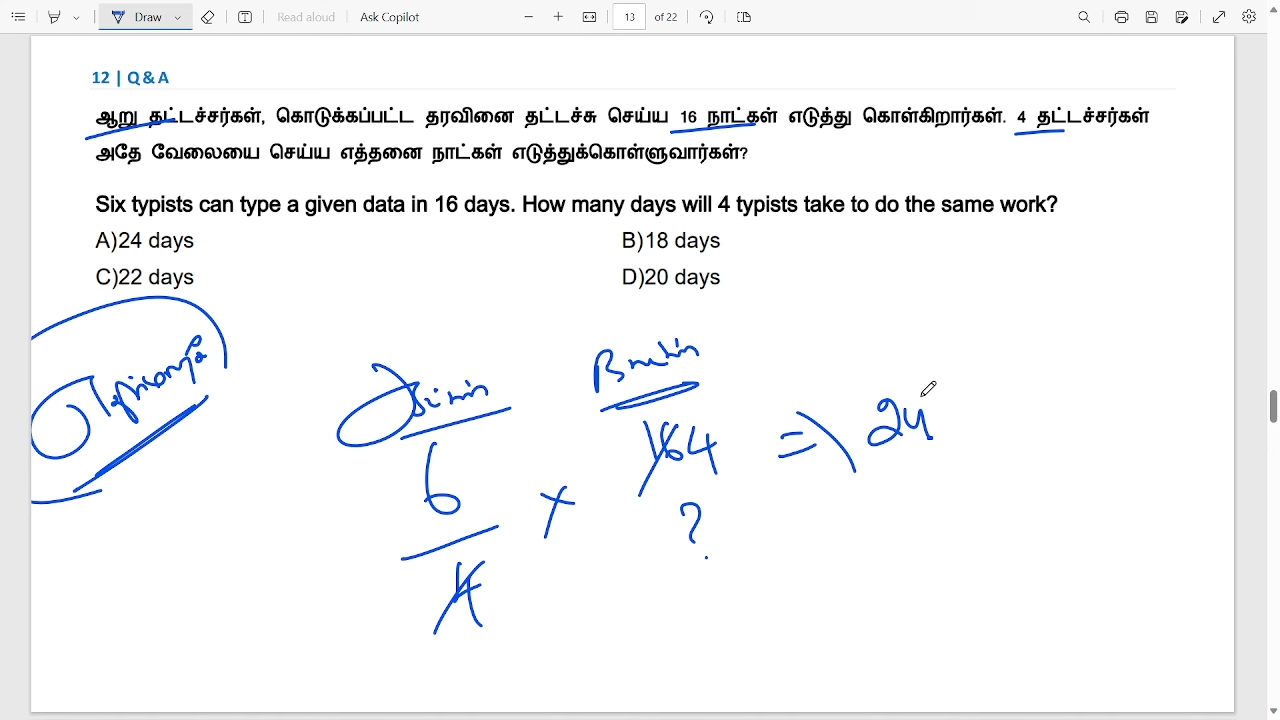 Draw
Read aloud
Ask Copilot
13 of 22
12 | Q & A
ஆறு தட்டச்சர்கள், கொடுக்கப்பட்ட தரவினை தட்டச்சு செய்ய 16 நாட்கள் எடுத்து கொள்கிறார்கள். 4 தட்டச்சர்கள்
அதே வேலையை செய்ய எத்தனை நாட்கள் எடுத்துக்கொள்ளுவார்கள்?
Six typists can type a given data in 16 days. How many days will 4 typists take to do the same work?
A)24 days
B)18 days
C)22 days
D)20 days
6 × 16 4 => 24
4 ?